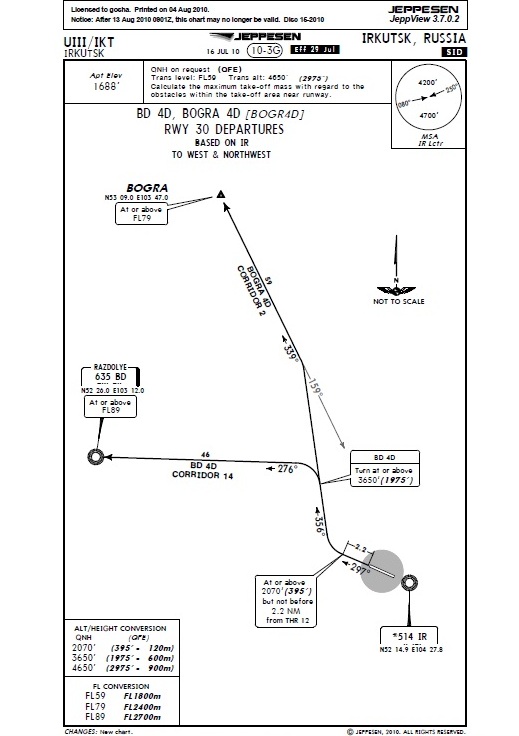 Licensed to gosha. Printed on 04 Aug 2010.
Notice: After 13 Aug 2010 0901Z, this chart may no longer be valid. Disc 16-2010
JEPPESEN
JeppView 3.7.0.2
UIII/IKT
IRKUTSK
JEPPESEN
16 JUL 10
10-3G
Eff 29 Jul
IRKUTSK, RUSSIA
SID
Apt Elev
1688'
QNH on request (QFE)
Trans level: FL59 Trans alt: 4650' (2975')
Calculate the maximum take-off mass with regard to the
obstacles within the take-off area near runway.
4200'
080°
250°
4700'
MSA
IR Lctr
BD 4D, BOGRA 4D [BOGR4D]
RWY 30 DEPARTURES
BASED ON IR
TO WEST & NORTHWEST
BOGRA
N53 09.0 E103 47.0
At or above
FL79
59
BOGRA 4D
CORRIDOR 2
N
NOT TO SCALE
339°
159°
RAZDOLYE
635 BD
N52 26.0 E103 12.0
At or above
FL89
46
BD 4D
CORRIDOR 14
276°
BD 4D
Turn at or above
3650' (1975')
356°
2.2
297°
At or above
2070' (395')
but not before
2.2 NM
from THR 12
*514 IR
N52 14.9 E104 27.8
ALT/HEIGHT CONVERSION
QNH (QFE)
2070' (395' - 120m)
3650' (1975' - 600m)
4650' (2975' - 900m)
FL CONVERSION
FL59 FL1800m
FL79 FL2400m
FL89 FL2700m
CHANGES: New chart.
© JEPPESEN, 2010. ALL RIGHTS RESERVED.